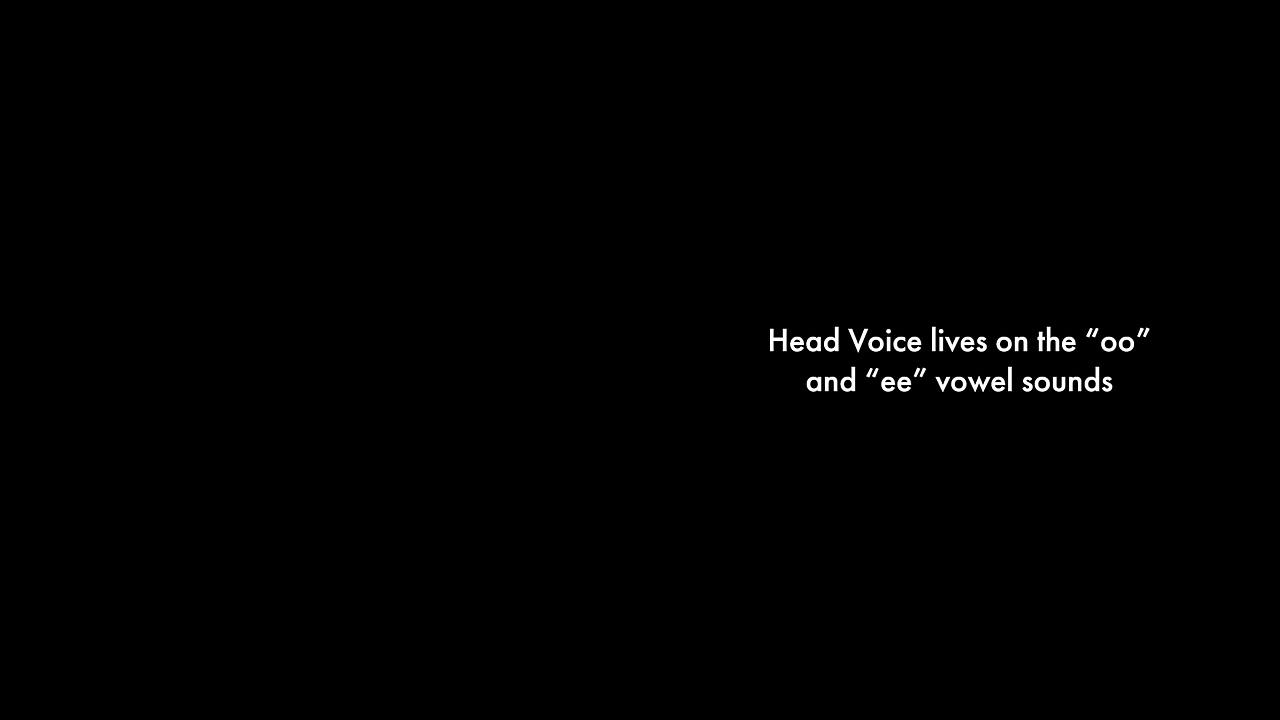 Head Voice lives on the “oo”
and “ee” vowel sounds